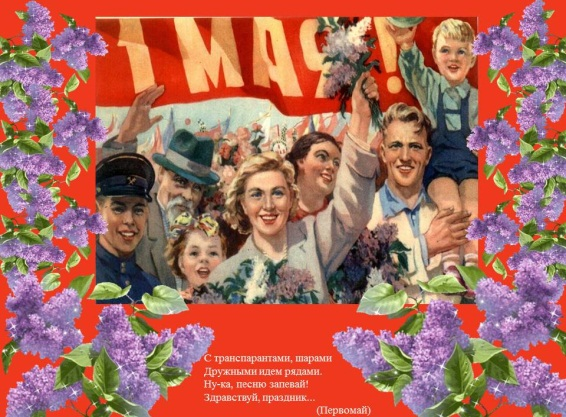 1 МАЯ!
С транспарантами, шарами
Дружными идем рядами.
Ну-ка, песню запевай!
Здравствуй, праздник…
(Первомай)